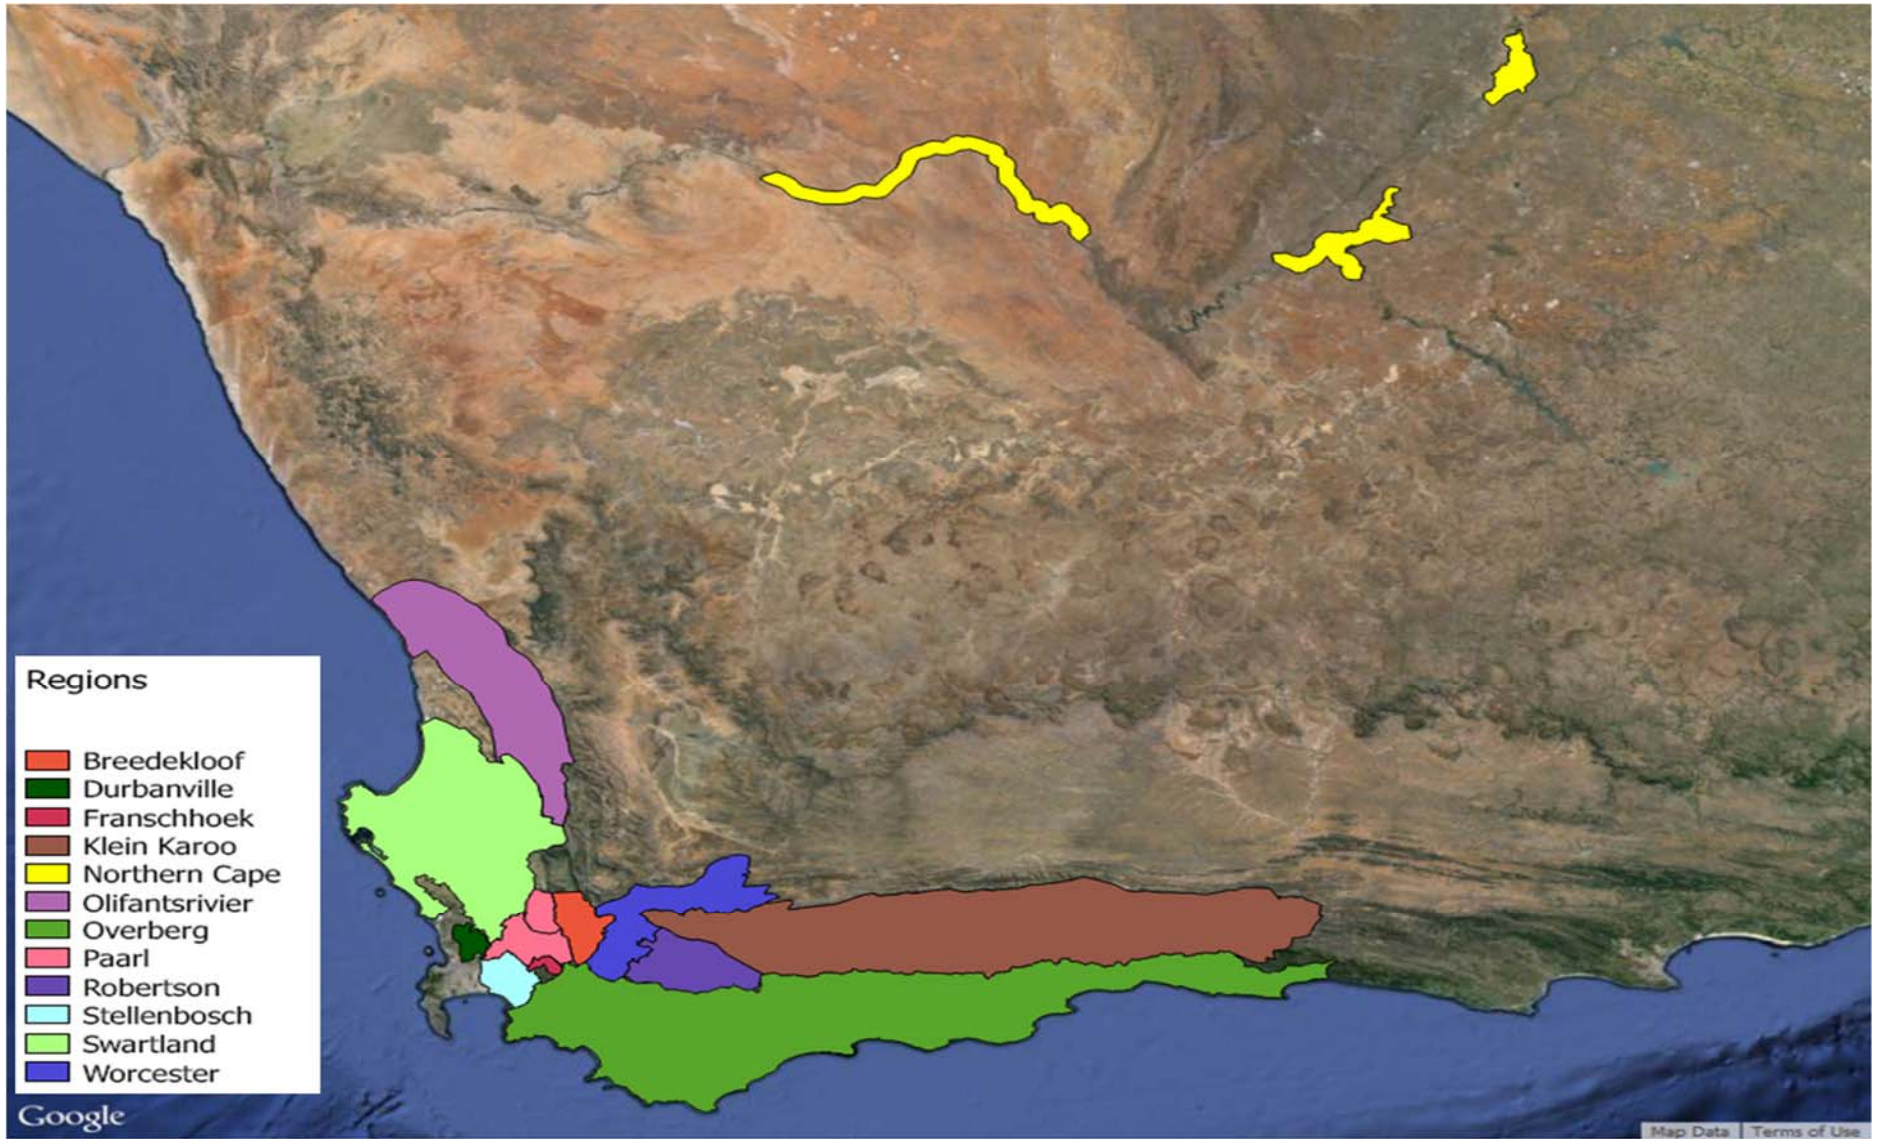 Regions
Breedekloof
Durbanville
Franschhoek
Klein Karoo
Northern Cape
Olifantsrivier
Overberg
Paarl
Robertson
Stellenbosch
Swartland
Worcester
Google
Map Data
Terms of Use